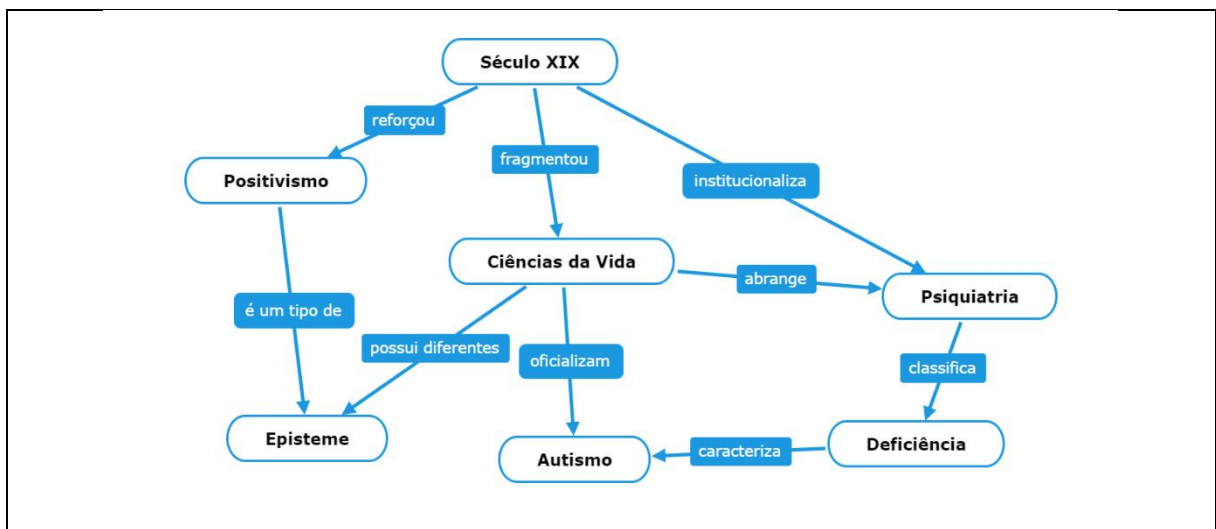 Século XIX
reforçou
fragmentou
institucionaliza
Positivismo
Ciências da Vida
abrange
Psiquiatria
é um tipo de
possui diferentes
oficializam
classifica
Episteme
Autismo
caracteriza
Deficiência